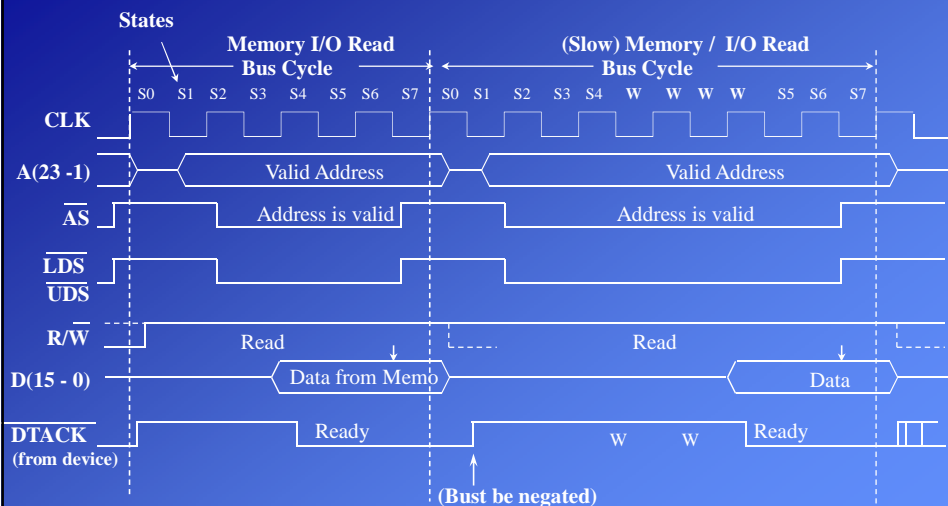 States
Memory I/O Read
Bus Cycle
(Slow) Memory / I/O Read
Bus Cycle
S0 S1 S2 S3 S4 S5 S6 S7 S0 S1 S2 S3 S4 W W W W S5 S6 S7
CLK
A(23 -1) Valid Address Valid Address
AS Address is valid Address is valid
LDS
UDS
R/W Read Read
D(15 - 0) Data from Memo Data
DTACK Ready W W Ready
(from device)
(Bust be negated)